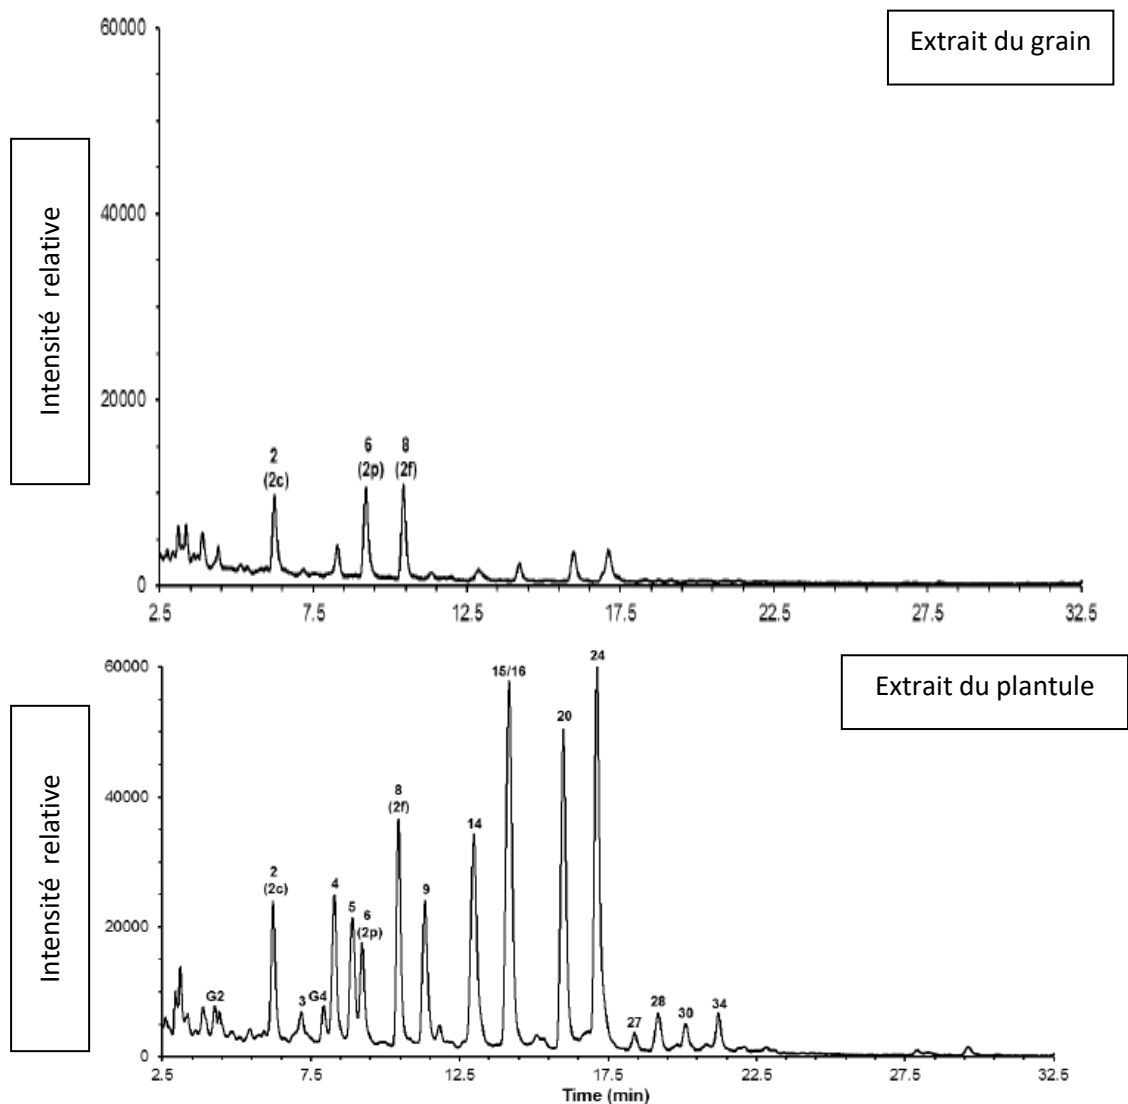 60000
Extrait du grain
Intensité relative
40000
20000
2
(2c)
6
(2p)
8
(2f)
0
2.5 7.5 12.5 17.5 22.5 27.5 32.5
60000
24
Extrait du plantule
15/16
20
Intensité relative
40000
8
(2f)
14
2
(2c)
4
9
5
6
(2p)
20000
G2
3
G4
27
28
30
34
0
2.5 7.5 12.5 17.5 22.5 27.5 32.5
Time (min)